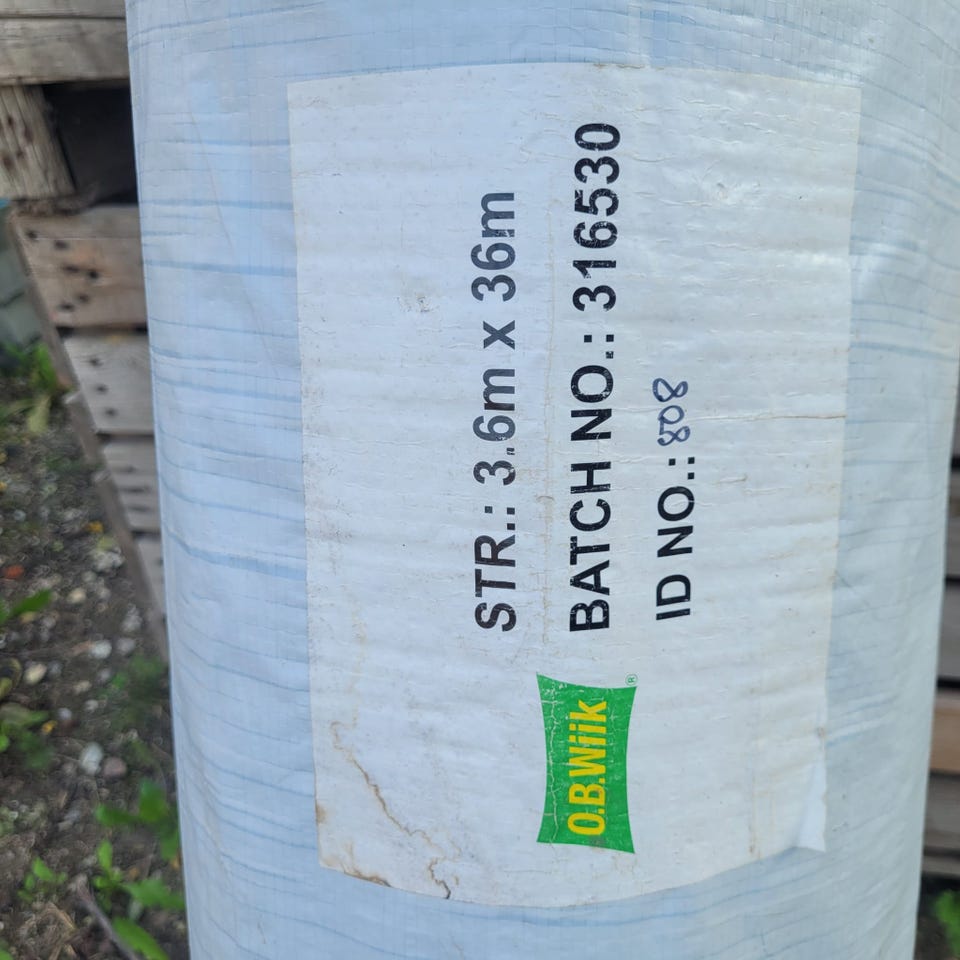 STR.: 3.6m x 36m
BATCH NO.: 316530
ID NO.: 808
O.B.Wiik ®